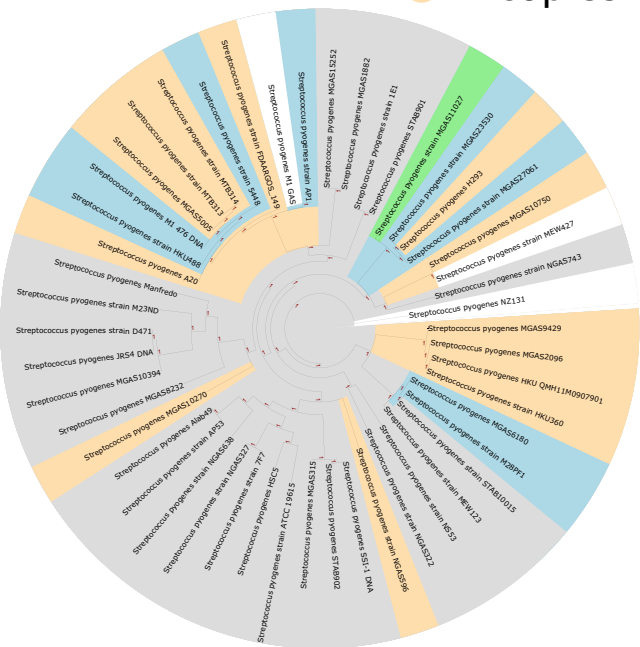 Streptococcus pyogenes MGAS15252
Streptococcus pyogenes MGAS1882
Streptococcus pyogenes strain 1E1
Streptococcus pyogenes STAB901
Streptococcus pyogenes strain MGAS11027
Streptococcus pyogenes strain MGAS23530
Streptococcus pyogenes H293
Streptococcus pyogenes strain MGAS27061
Streptococcus pyogenes MGAS10750
Streptococcus pyogenes strain MEW427
Streptococcus pyogenes strain NGAS743
Streptococcus pyogenes NZ131
Streptococcus pyogenes MGAS9429
Streptococcus pyogenes MGAS2096
Streptococcus pyogenes HKU QMH11M0907901
Streptococcus pyogenes strain HKU360
Streptococcus pyogenes MGAS6180
Streptococcus pyogenes strain M28PF1
Streptococcus pyogenes strain STAB10015
Streptococcus pyogenes strain MEW123
Streptococcus pyogenes strain NS53
Streptococcus pyogenes strain NGAS322
Streptococcus pyogenes strain NGAS596
Streptococcus pyogenes SSI-1 DNA
Streptococcus pyogenes STAB902
Streptococcus pyogenes MGAS315
Streptococcus pyogenes strain ATCC 19615
Streptococcus pyogenes HSC5
Streptococcus pyogenes strain 7F7
Streptococcus pyogenes strain NGAS327
Streptococcus pyogenes strain NGAS638
Streptococcus pyogenes strain AP53
Streptococcus pyogenes Alab49
Streptococcus pyogenes MGAS10270
Streptococcus pyogenes MGAS8232
Streptococcus pyogenes MGAS10394
Streptococcus pyogenes JRS4 DNA
Streptococcus pyogenes strain D471
Streptococcus pyogenes strain M23ND
Streptococcus pyogenes Manfredo
Streptococcus pyogenes A20
Streptococcus pyogenes strain HKU488
Streptococcus pyogenes M1 476 DNA
Streptococcus pyogenes MGAS5005
Streptococcus pyogenes strain MTB313
Streptococcus pyogenes strain MTB314
Streptococcus pyogenes strain 5448
Streptococcus pyogenes strain FDAARGOS_149
Streptococcus pyogenes M1 GAS
Streptococcus pyogenes strain AP1